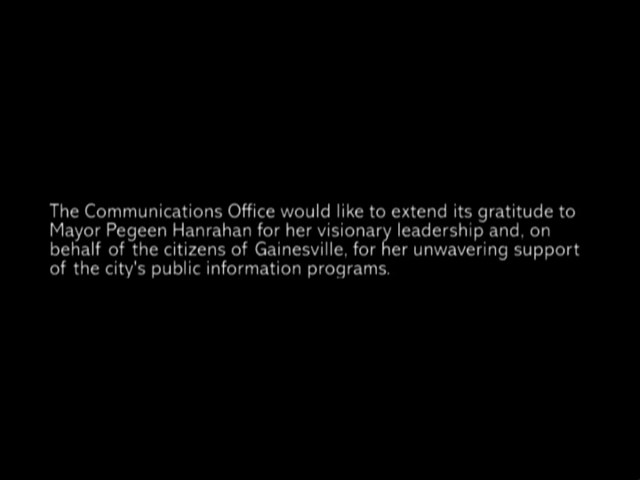 The Communications Office would like to extend its gratitude to
Mayor Pegeen Hanrahan for her visionary leadership and, on
behalf of the citizens of Gainesville, for her unwavering support
of the city's public information programs.